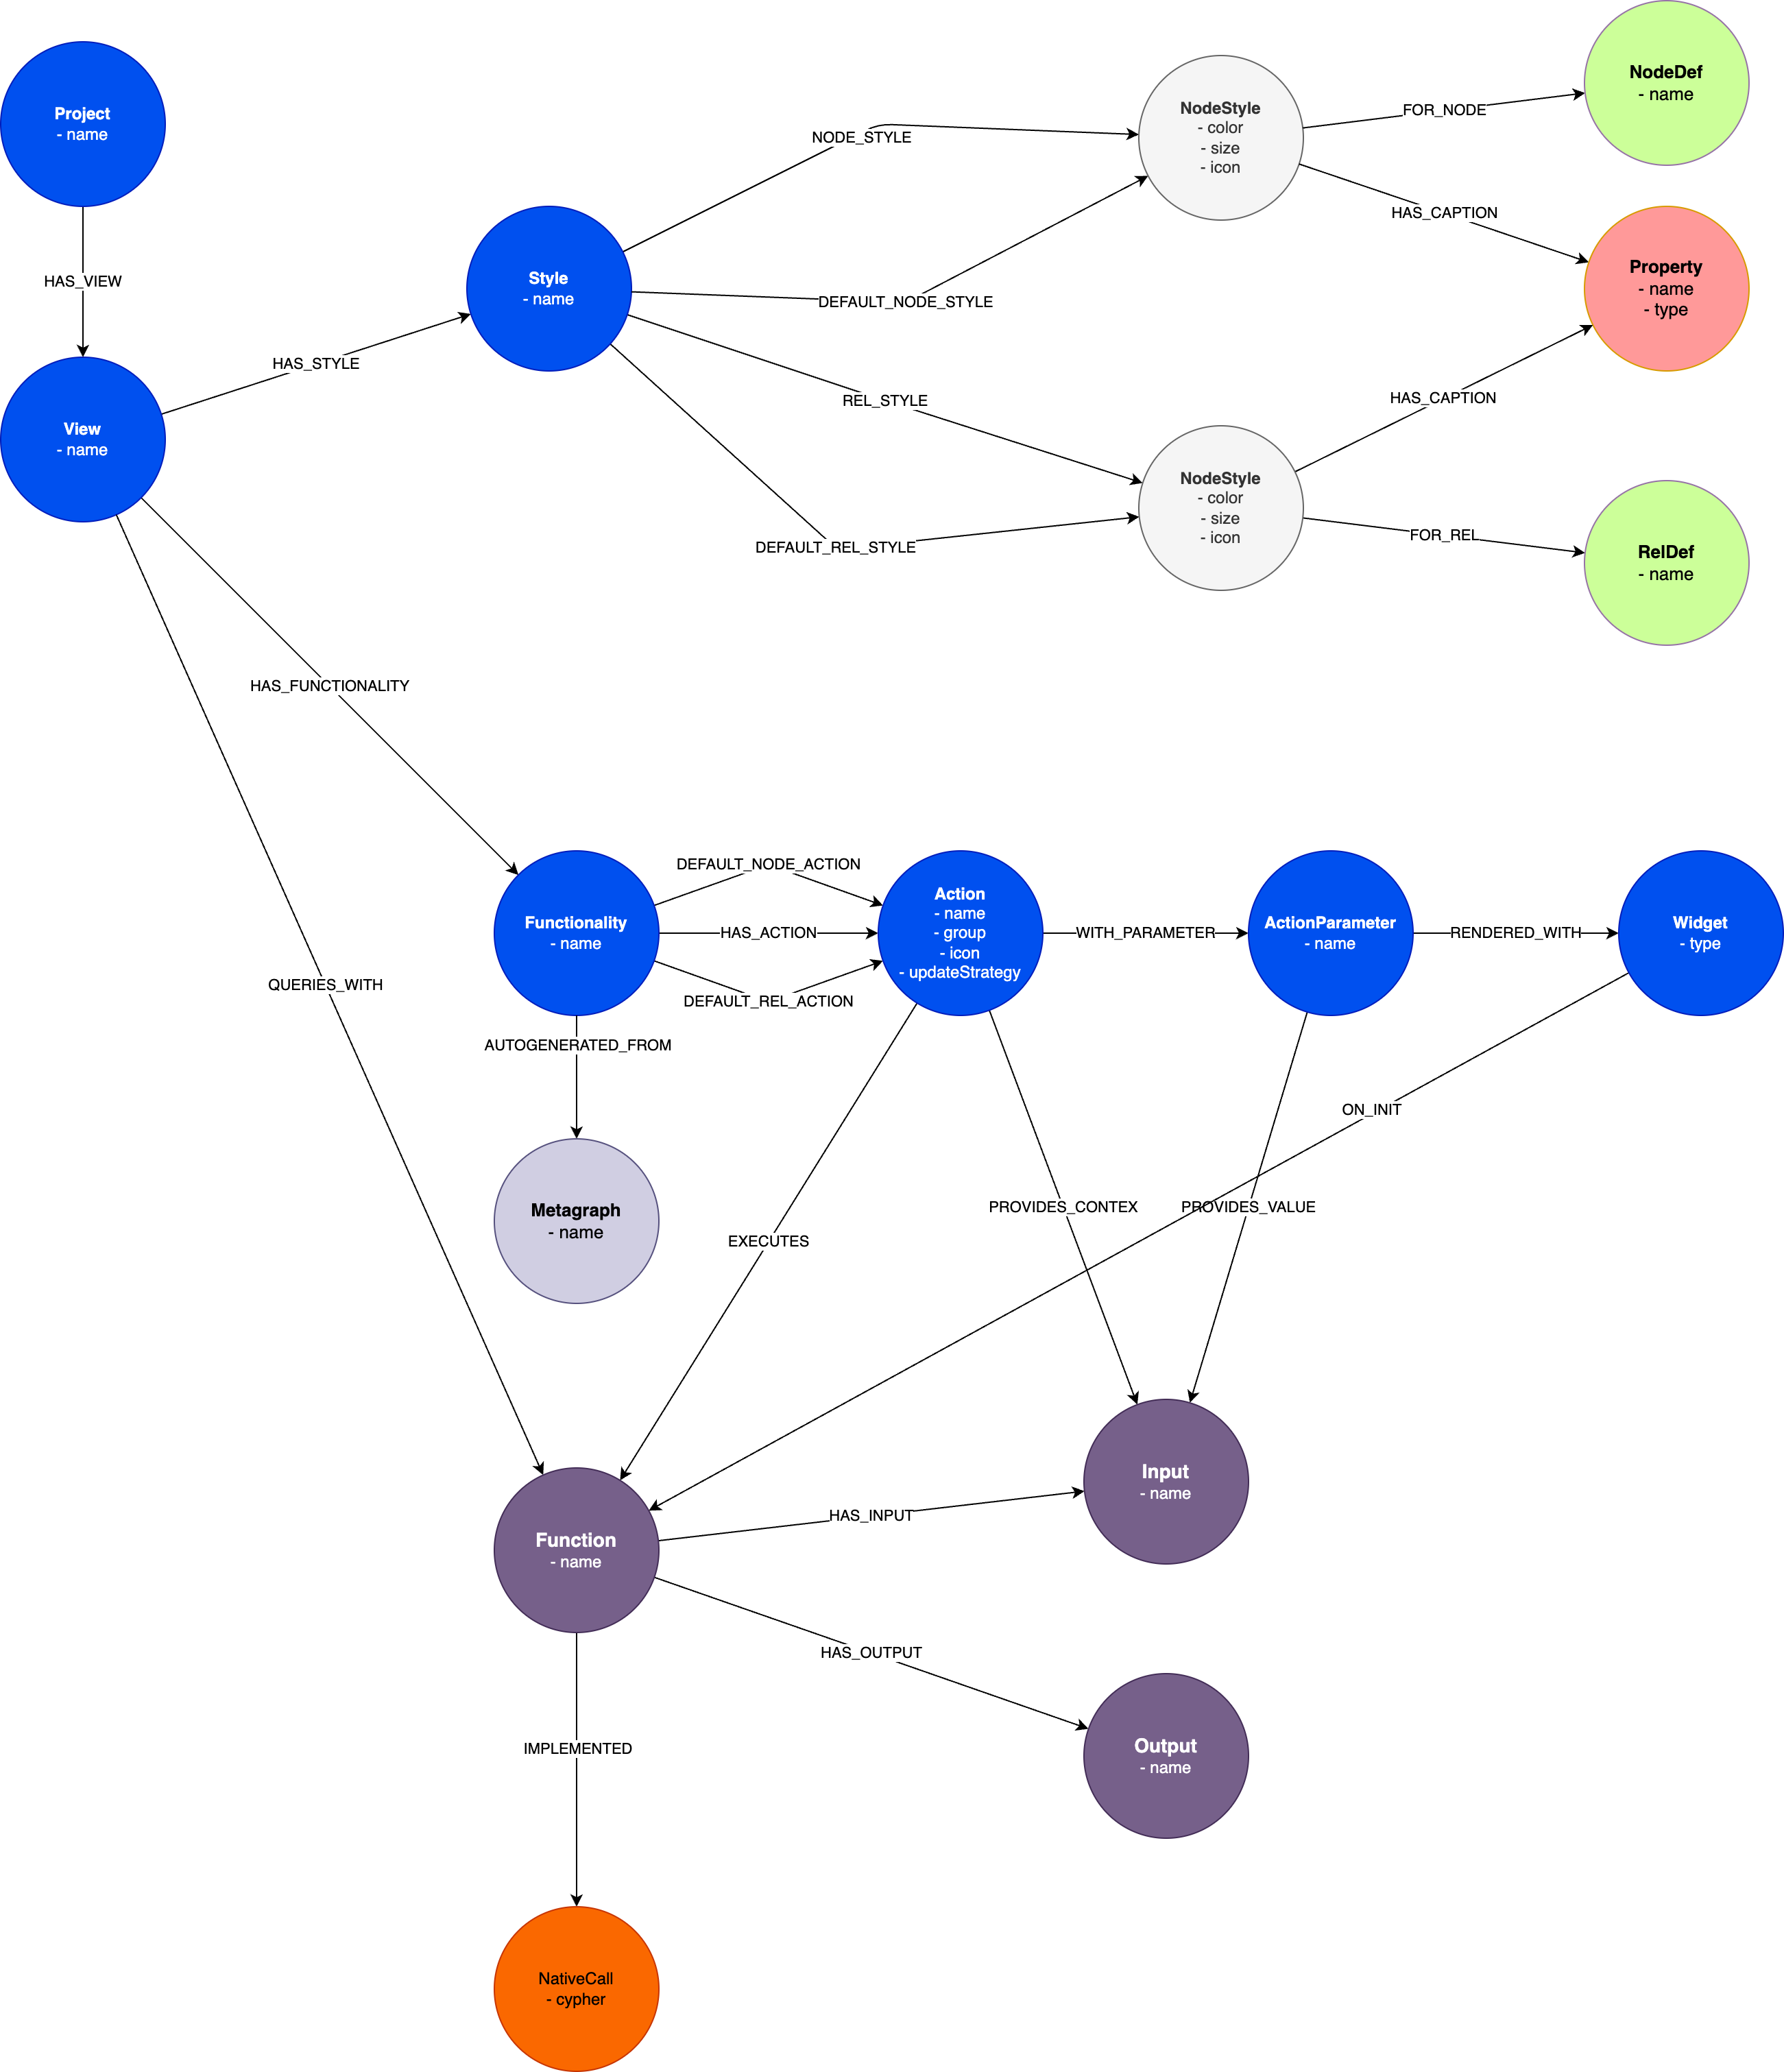 NodeDef
- name
Project
- name
NodeStyle
- color
- size
- icon
FOR_NODE
NODE_STYLE
HAS_CAPTION
Property
- name
- type
HAS_VIEW
Style
- name
DEFAULT_NODE_STYLE
HAS_STYLE
REL_STYLE
HAS_CAPTION
View
- name
NodeStyle
- color
- size
- icon
DEFAULT_REL_STYLE
FOR_REL
RelDef
- name
HAS_FUNCTIONALITY
DEFAULT_NODE_ACTION
Functionality
- name
HAS_ACTION
Action
- name
- group
- icon
- updateStrategy
WITH_PARAMETER
ActionParameter
- name
RENDERED_WITH
Widget
- type
QUERIES_WITH
DEFAULT_REL_ACTION
AUTOGENERATED_FROM
ON_INIT
Metagraph
- name
EXECUTES
PROVIDES_CONTEX
PROVIDES_VALUE
Input
- name
Function
- name
HAS_INPUT
HAS_OUTPUT
Output
- name
IMPLEMENTED
NativeCall
- cypher